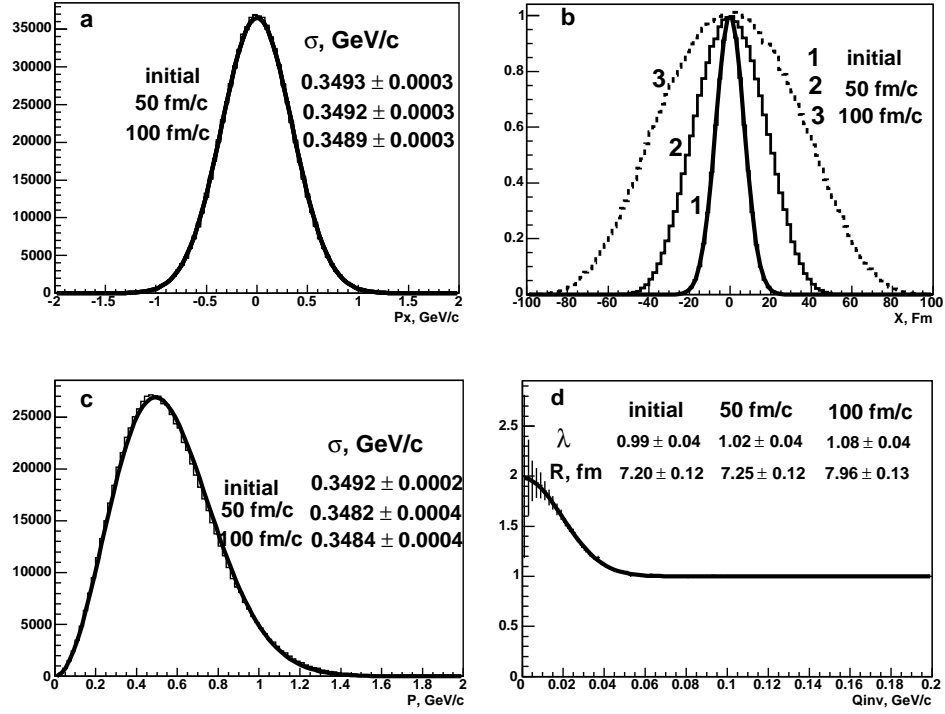 a
σ, GeV/c
initial 0.3493 ± 0.0003
50 fm/c 0.3492 ± 0.0003
100 fm/c 0.3489 ± 0.0003
35000
30000
25000
20000
15000
10000
5000
0
-2 -1.5 -1 -0.5 0 0.5 1 1.5 2
Px, GeV/c
b
1 initial
2 50 fm/c
3 100 fm/c
3
2
1
1
0.8
0.6
0.4
0.2
0
-100 -80 -60 -40 -20 0 20 40 60 80 100
X, Fm
c
σ, GeV/c
initial 0.3492 ± 0.0002
50 fm/c 0.3482 ± 0.0004
100 fm/c 0.3484 ± 0.0004
25000
20000
15000
10000
5000
0
0 0.2 0.4 0.6 0.8 1 1.2 1.4 1.6 1.8 2
P, GeV/c
d
initial 50 fm/c 100 fm/c
λ 0.99 ± 0.04 1.02 ± 0.04 1.08 ± 0.04
R, fm 7.20 ± 0.12 7.25 ± 0.12 7.96 ± 0.13
2.5
2
1.5
1
0.5
0
0 0.02 0.04 0.06 0.08 0.1 0.12 0.14 0.16 0.18 0.2
Qinv, GeV/c